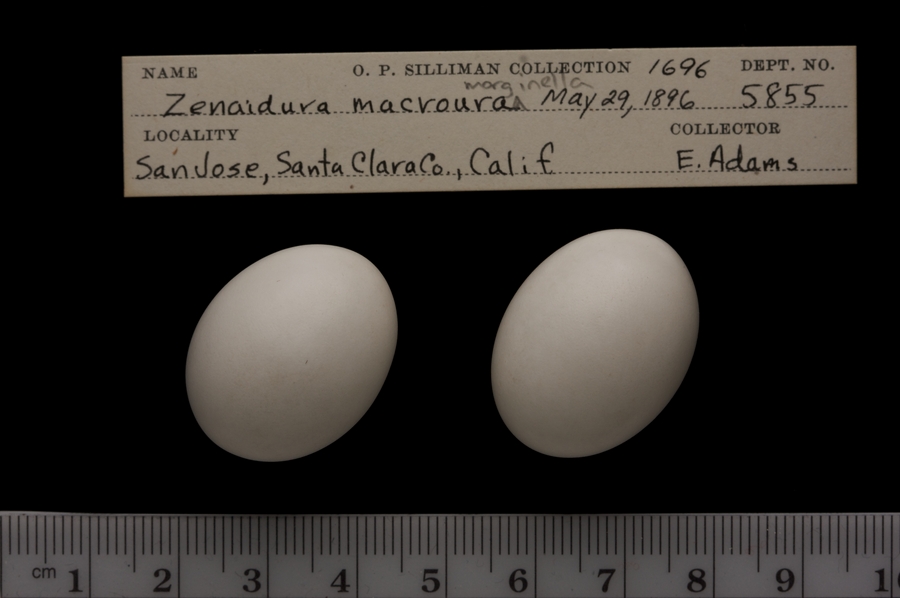 NAME O. P. SILLIMAN COLLECTION 1696 DEPT. NO.
marginella
Zenaidura macroura^ May 29, 1896 5855
LOCALITY COLLECTOR
San Jose, Santa Clara Co., Calif E. Adams
cm 1 2 3 4 5 6 7 8 9 1